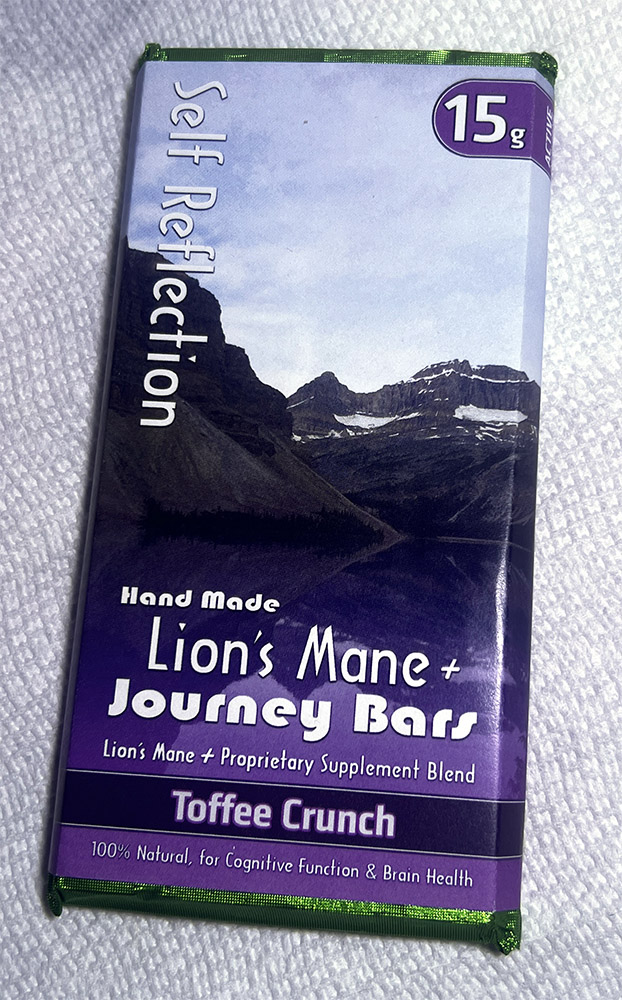 Self Reflection
15g
ACTIVE
Hand Made
Lion's Mane +
Journey Bars
Lion's Mane + Proprietary Supplement Blend
Toffee Crunch
100% Natural, for Cognitive Function & Brain Health